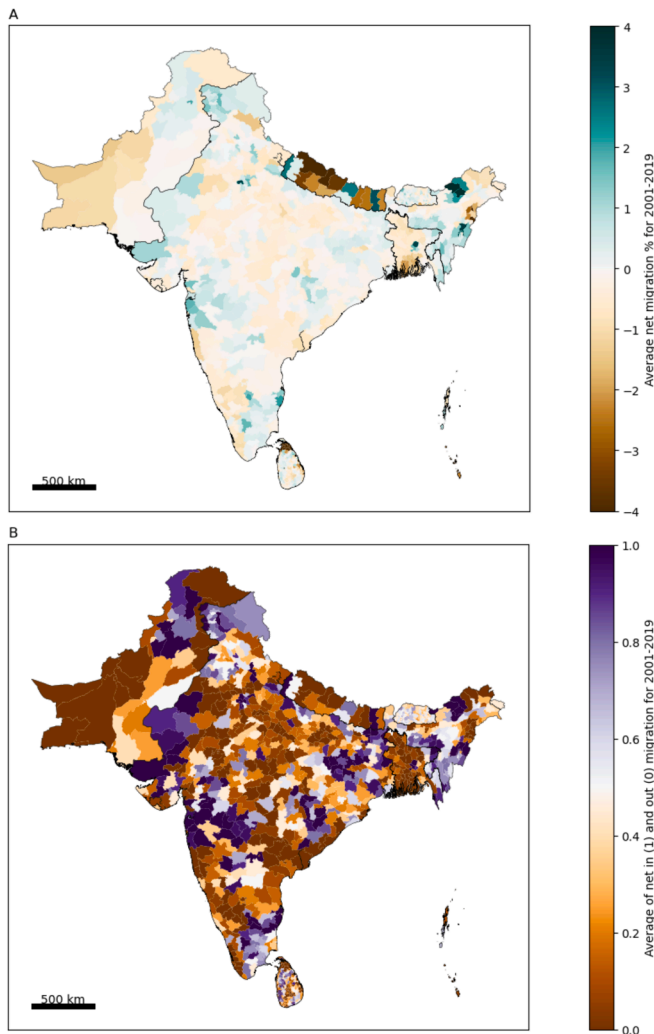 A
500 km
4
3
2
1
0
−1
−2
−3
−4
Average net migration % for 2001-2019
B
500 km
1.0
0.8
0.6
0.4
0.2
0.0
Average of net in (1) and out (0) migration for 2001-2019